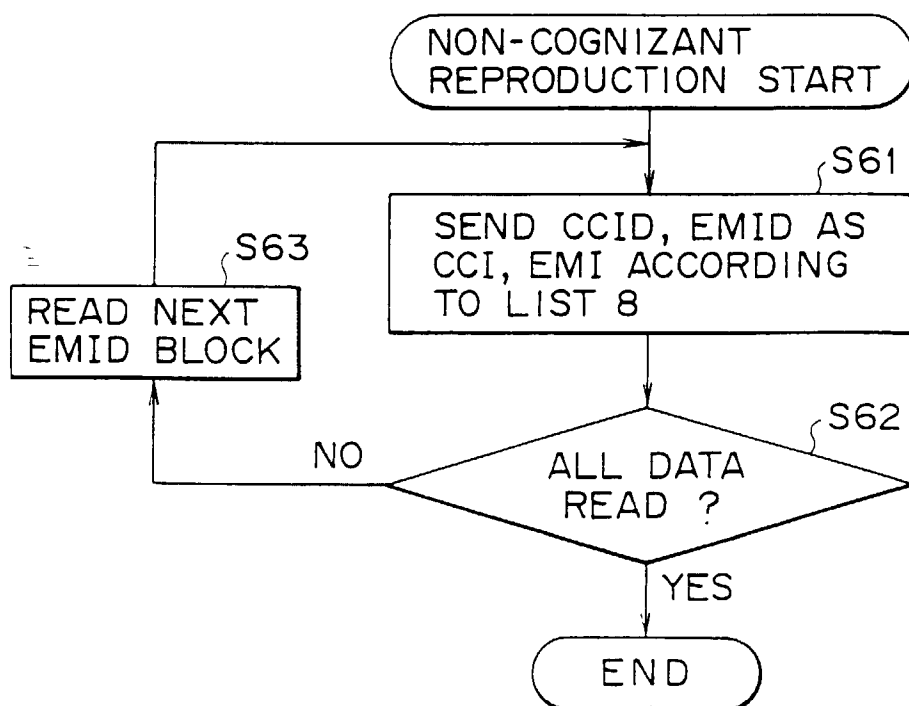 NON-COGNIZANT
REPRODUCTION START
S61
SEND CCID, EMID AS
CCI, EMI ACCORDING
TO LIST 8
S63
READ NEXT
EMID BLOCK
S62
NO
ALL DATA
READ ?
YES
END